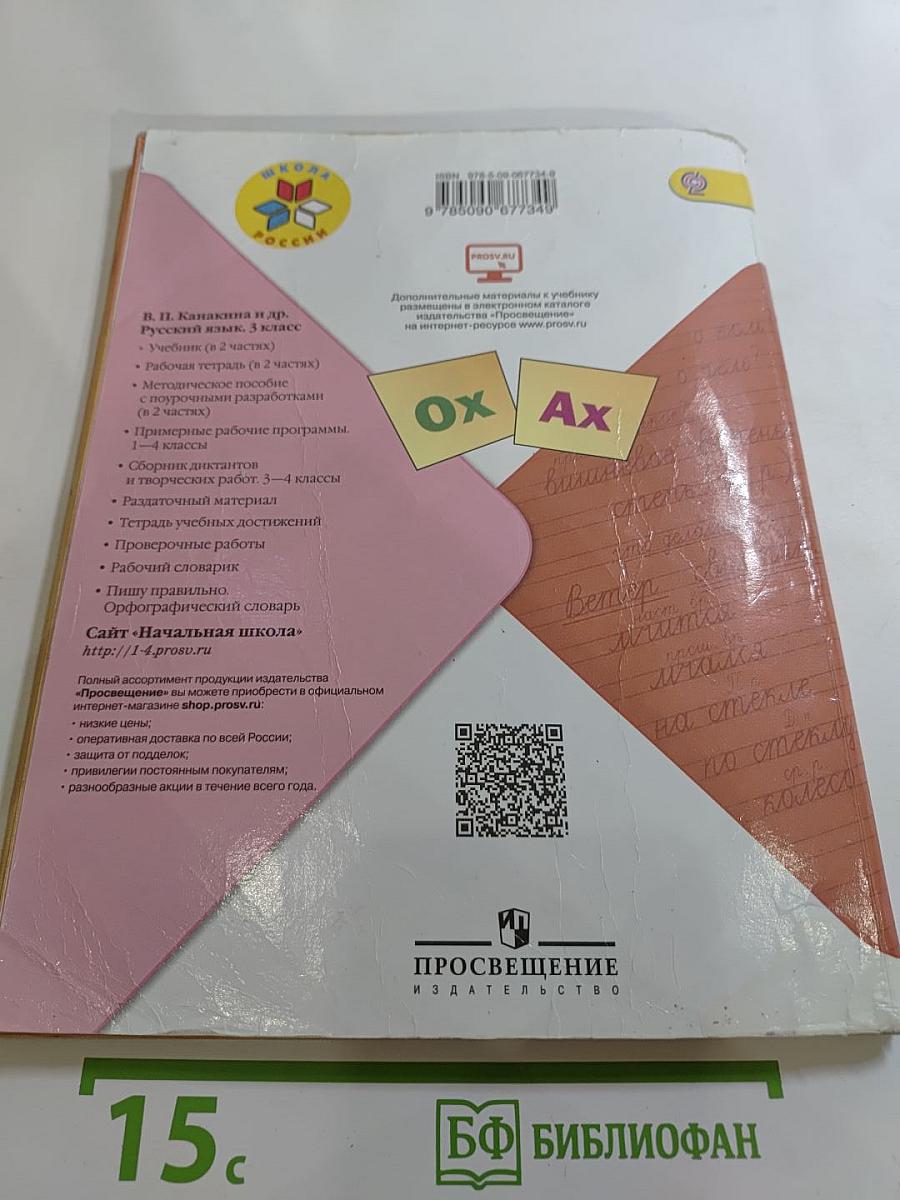 ШКОЛА
РОССИИ
ISBN 978-5-09-067734-9
9 785090 677349
PROSV.RU
Дополнительные материалы к учебнику
размещены в электронном каталоге
издательства «Просвещение»
на интернет-ресурсе www.prosv.ru
В. П. Канакина и др.
Русский язык. 3 класс
• Учебник (в 2 частях)
• Рабочая тетрадь (в 2 частях)
• Методическое пособие
с поурочными разработками
(в 2 частях)
• Примерные рабочие программы.
1—4 классы
• Сборник диктантов
и творческих работ. 3—4 классы
• Раздаточный материал
• Тетрадь учебных достижений
• Проверочные работы
• Рабочий словарик
• Пишу правильно.
Орфографический словарь
Сайт «Начальная школа»
http://1-4.prosv.ru
Полный ассортимент продукции издательства
«Просвещение» вы можете приобрести в официальном
интернет-магазине shop.prosv.ru:
• низкие цены;
• оперативная доставка по всей России;
• защита от подделок;
• привилегии постоянным покупателям;
• разнообразные акции в течение всего года.
Ох
Ах
вишнёвое
Ветер
мчится
мчался
на стекле
по стеклу
колесо
ИП
ПРОСВЕЩЕНИЕ
ИЗДАТЕЛЬСТВО
15 с
БФ БИБЛИОФАН